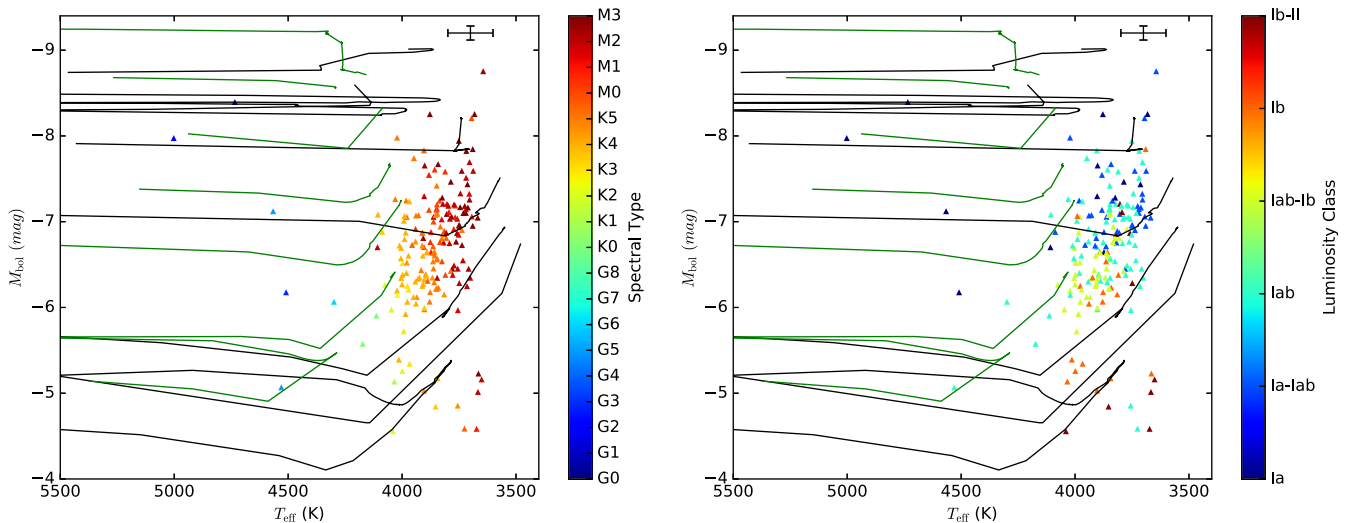 −9
−8
−7
−6
−5
−4
M_bol (mag)
5500
5000
4500
4000
3500
T_eff (K)
M3
M2
M1
M0
K5
K4
K3
K2
K1
K0
G8
G7
G6
G5
G4
G3
G2
G1
G0
Spectral Type
−9
−8
−7
−6
−5
−4
M_bol (mag)
5500
5000
4500
4000
3500
T_eff (K)
Ib-II
Ib
Iab-Ib
Iab
Ia-Iab
Ia
Luminosity Class